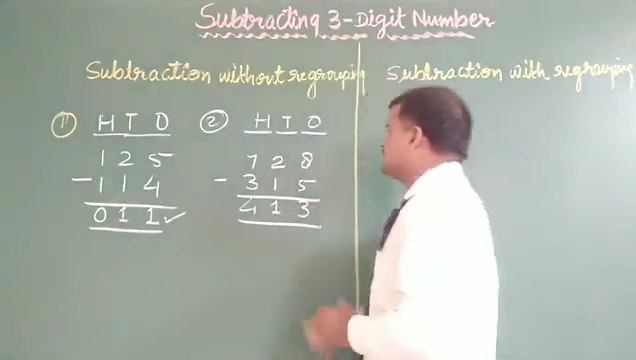 Subtracting 3-Digit Number
Subtraction without regrouping
① H T O
1 2 5
- 1 1 4
0 1 1 ✓
② H T O
7 2 8
- 3 1 5
4 1 3
Subtraction with regrouping